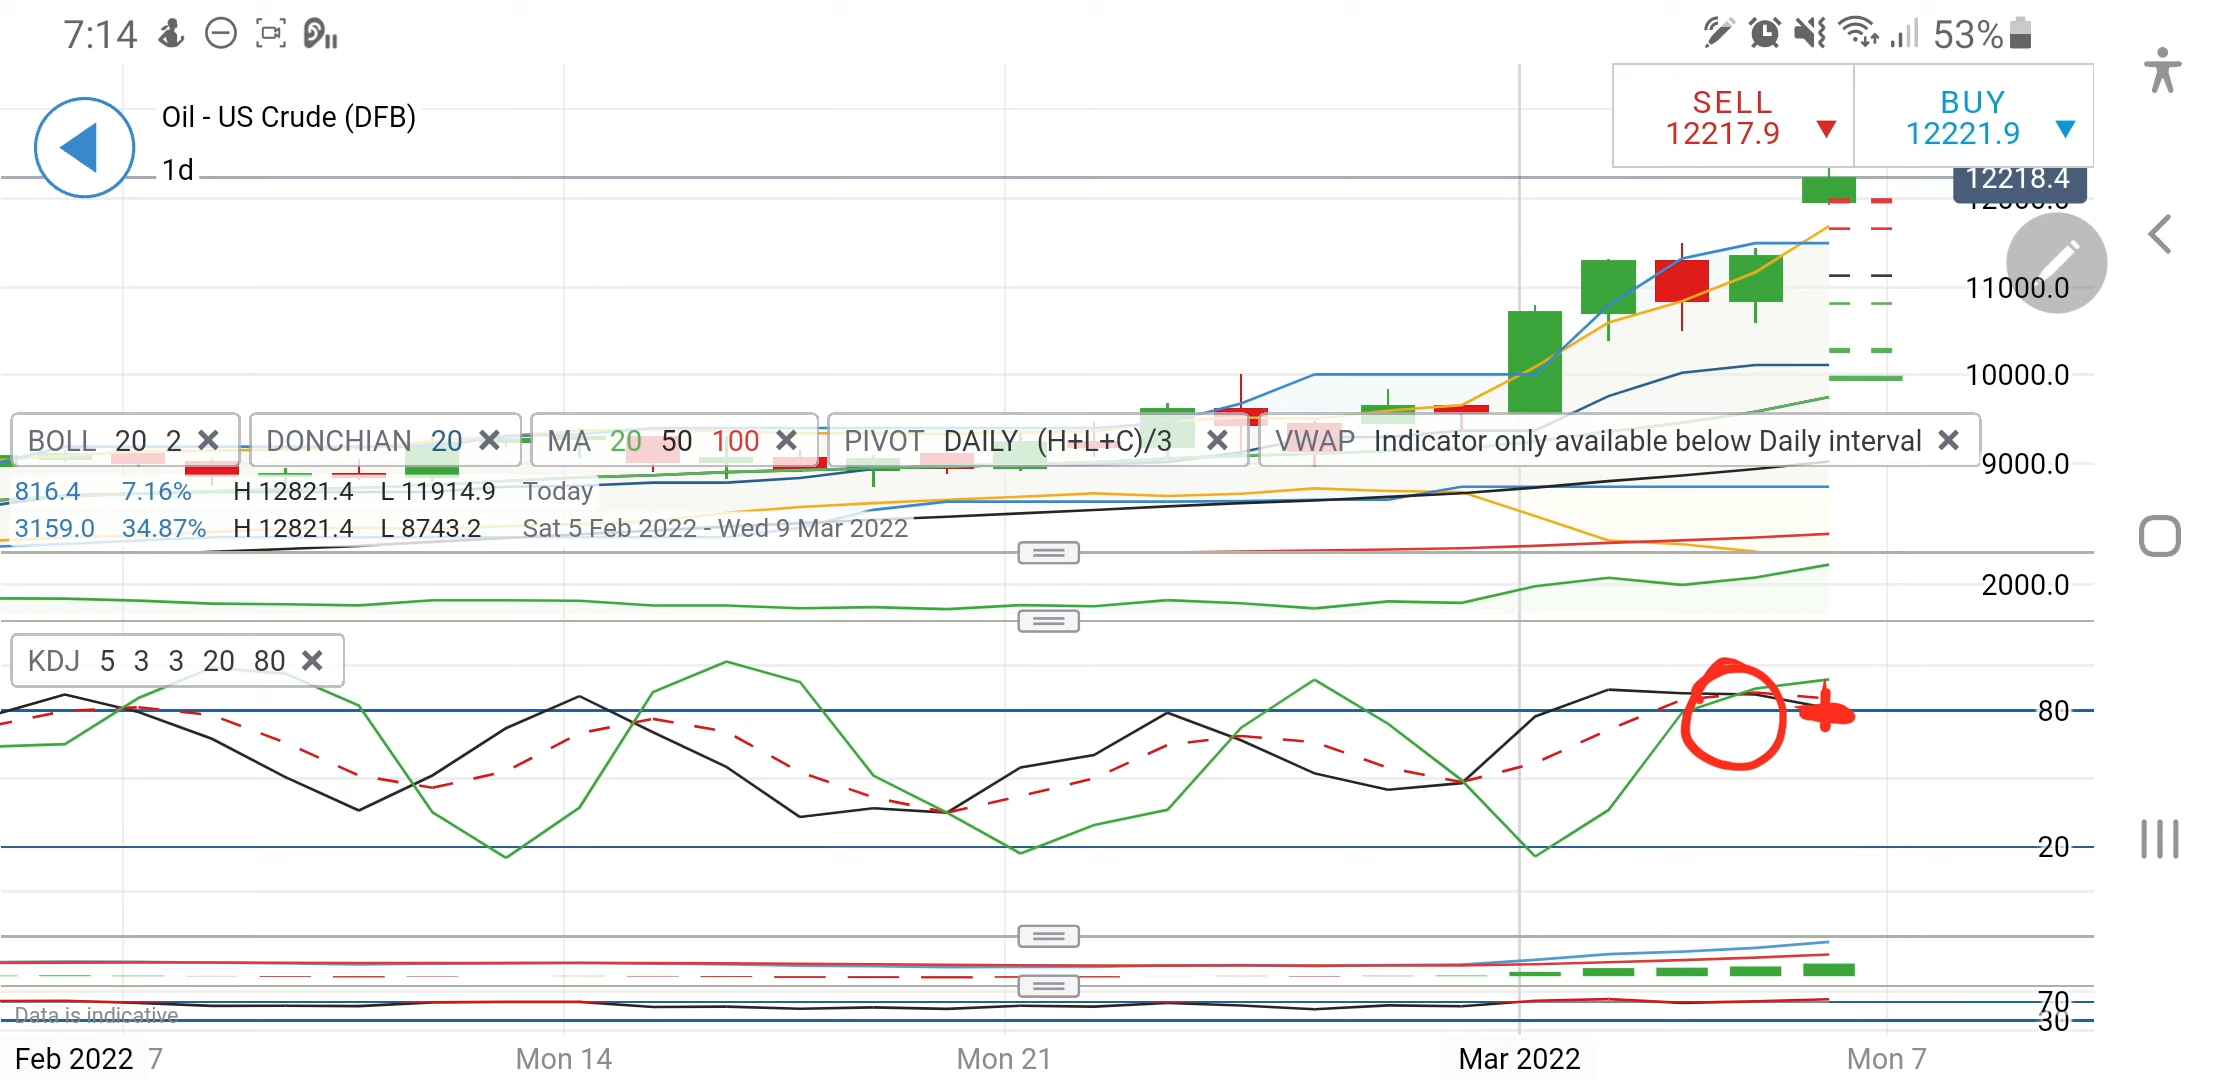 7:14
53%
Oil - US Crude (DFB)
1d
SELL
12217.9
BUY
12221.9
12218.4
12000.0
11000.0
10000.0
9000.0
BOLL 20 2
DONCHIAN 20
MA 20 50 100
PIVOT DAILY (H+L+C)/3
VWAP Indicator only available below Daily interval
816.4 7.16% H 12821.4 L 11914.9 Today
3159.0 34.87% H 12821.4 L 8743.2 Sat 5 Feb 2022 - Wed 9 Mar 2022
2000.0
KDJ 5 3 3 20 80
80
20
70
30
Data is indicative
Feb 2022 7 Mon 14 Mon 21 Mar 2022 Mon 7